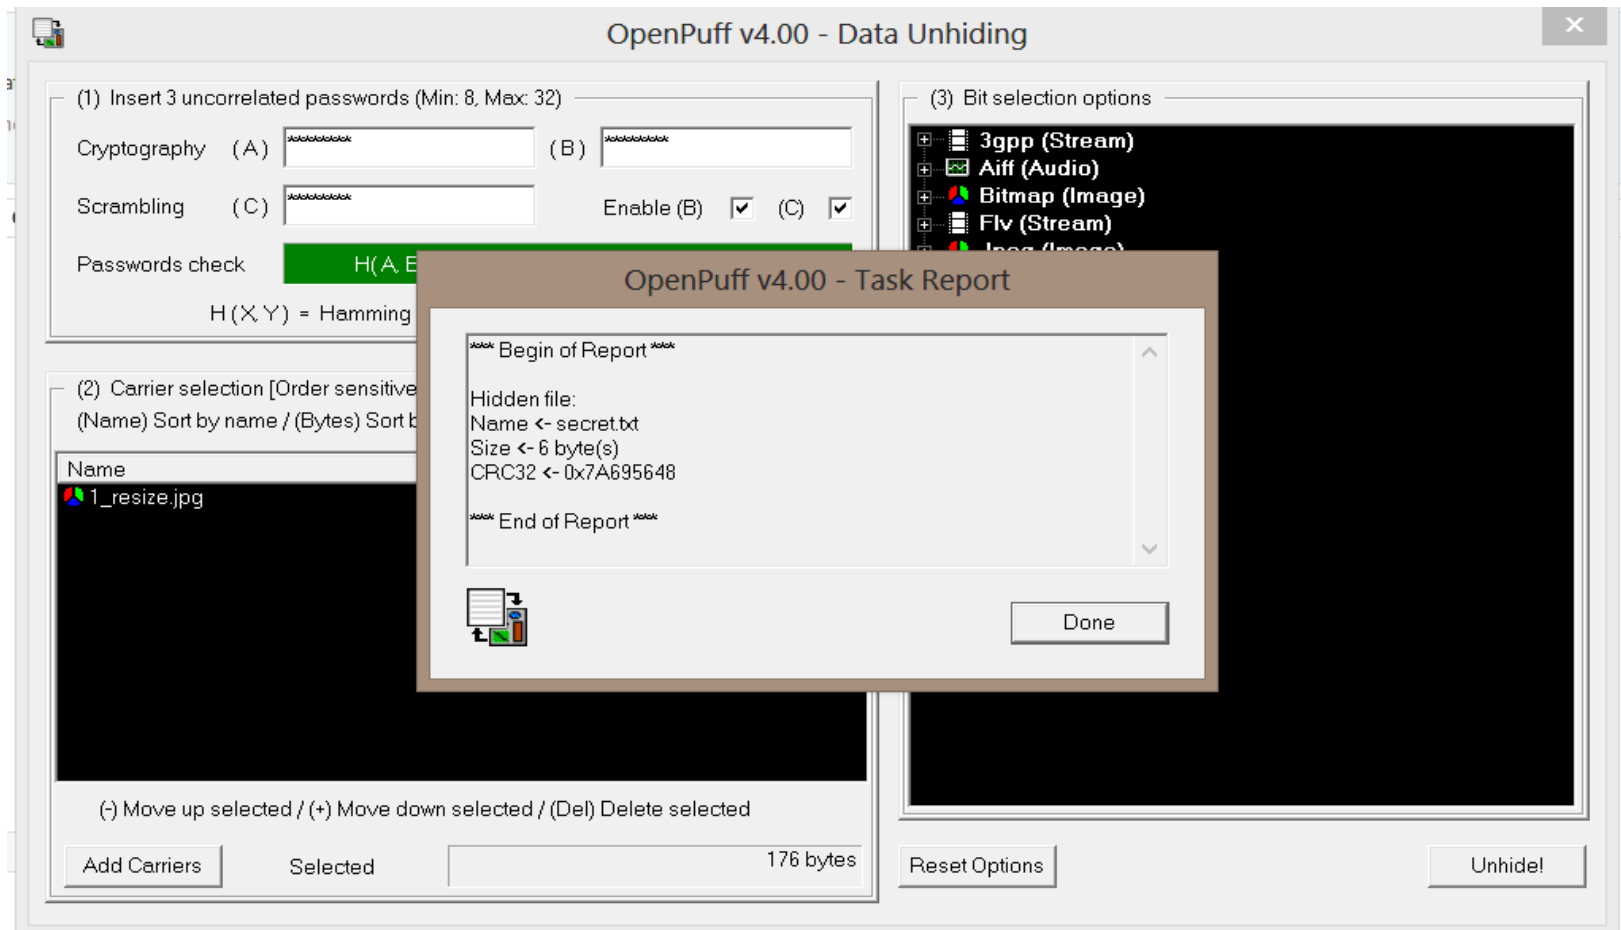 OpenPuff v4.00 - Data Unhiding
(1) Insert 3 uncorrelated passwords (Min: 8, Max: 32)
Cryptography (A) ********* (B) *********
Scrambling (C) ********* Enable (B) (C)
Passwords check H(A,
H(X,Y) = Hamming
(2) Carrier selection [Order sensitive
(Name) Sort by name / (Bytes) Sort
Name
1_resize.jpg
(-) Move up selected / (+) Move down selected / (Del) Delete selected
Add Carriers Selected 176 bytes
(3) Bit selection options
3gpp (Stream)
Aiff (Audio)
Bitmap (Image)
Flv (Stream)
Jpeg (Image)
Reset Options Unhide!
OpenPuff v4.00 - Task Report
*** Begin of Report ***
Hidden file:
Name <- secret.txt
Size <- 6 byte(s)
CRC32 <- 0x7A695648
*** End of Report ***
Done